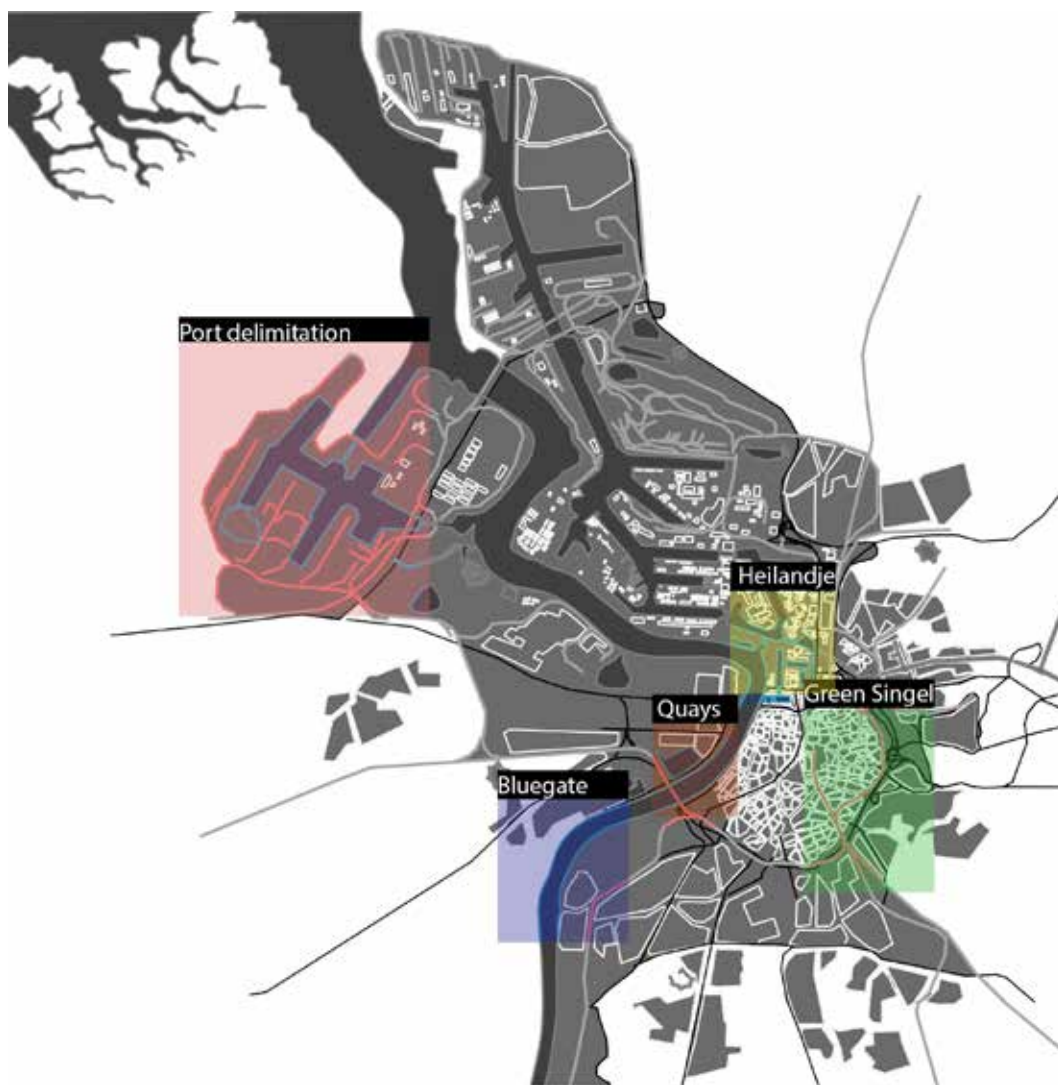 Port delimitation
Heilandje
Green Singel
Quays
Bluegate